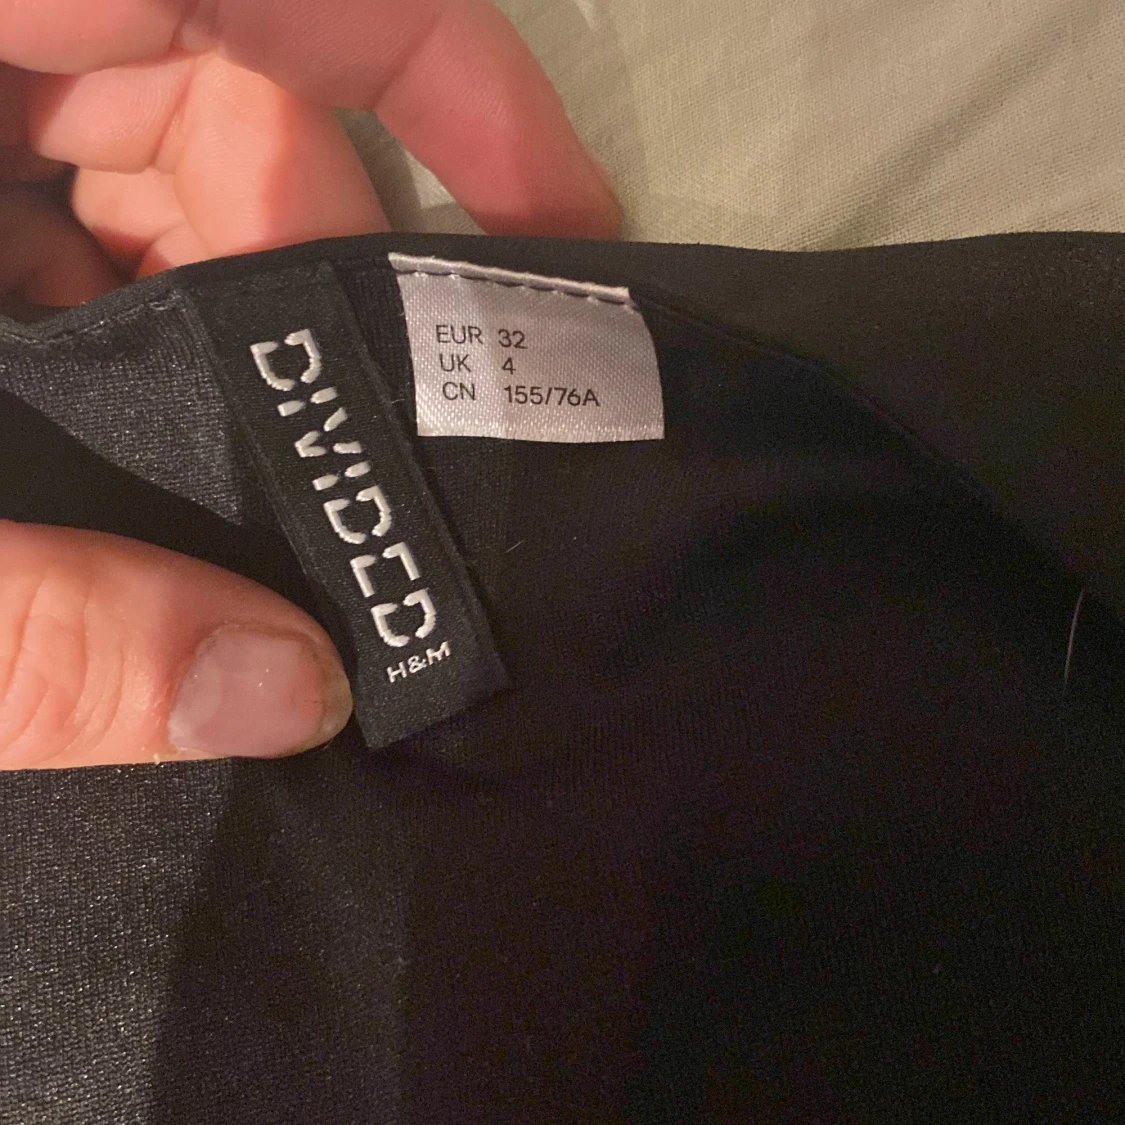 DIVIDED
H&M
EUR 32
UK 4
CN 155/76A